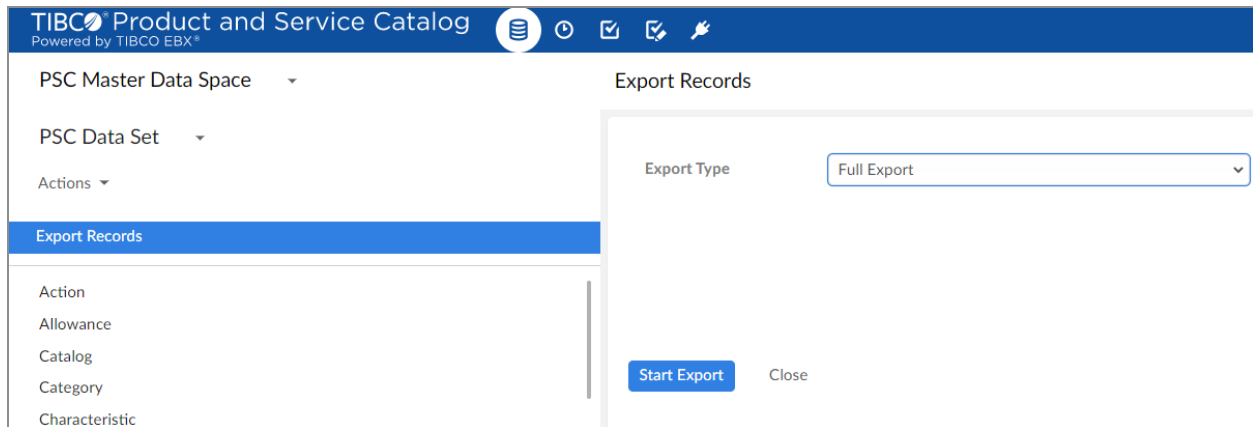 TIBCO® Product and Service Catalog
Powered by TIBCO EBX®
PSC Master Data Space
PSC Data Set
Actions
Export Records
Action
Allowance
Catalog
Category
Characteristic
Export Records
Export Type
Full Export
Start Export Close